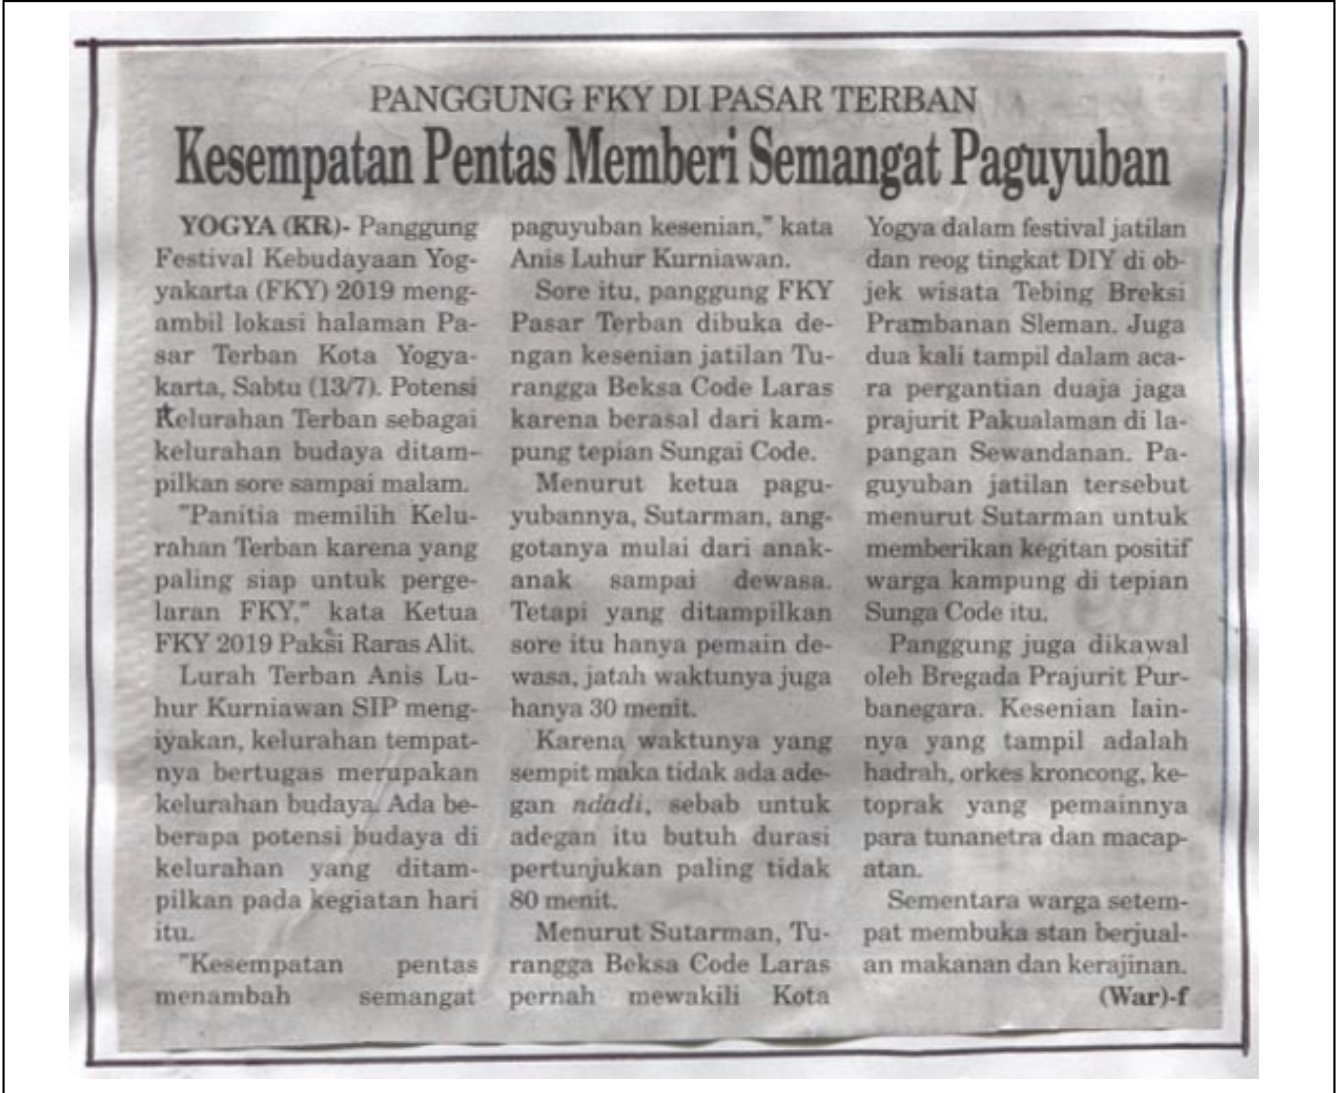 PANGGUNG FKY DI PASAR TERBAN
Kesempatan Pentas Memberi Semangat Paguyuban
YOGYA (KR)- Panggung
Festival Kebudayaan Yog-
yakarta (FKY) 2019 meng-
ambil lokasi halaman Pa-
sar Terban Kota Yogya-
karta, Sabtu (13/7). Potensi
Kelurahan Terban sebagai
kelurahan budaya ditam-
pilkan sore sampai malam.
"Panitia memilih Kelu-
rahan Terban karena yang
paling siap untuk perge-
laran FKY," kata Ketua
FKY 2019 Paksi Raras Alit.
Lurah Terban Anis Lu-
hur Kurniawan SIP meng-
iyakan, kelurahan tempat-
nya bertugas merupakan
kelurahan budaya. Ada be-
berapa potensi budaya di
kelurahan yang ditam-
pilkan pada kegiatan hari
itu.
"Kesempatan pentas
menambah semangat
paguyuban kesenian," kata
Anis Luhur Kurniawan.
Sore itu, panggung FKY
Pasar Terban dibuka de-
ngan kesenian jatilan Tu-
rangga Beksa Code Laras
karena berasal dari kam-
pung tepian Sungai Code.
Menurut ketua pagu-
yubannya, Sutarman, ang-
gotanya mulai dari anak-
anak sampai dewasa.
Tetapi yang ditampilkan
sore itu hanya pemain de-
wasa, jatah waktunya juga
hanya 30 menit.
Karena waktunya yang
sempit maka tidak ada ade-
gan ndadi, sebab untuk
adegan itu butuh durasi
pertunjukan paling tidak
80 menit.
Menurut Sutarman, Tu-
rangga Beksa Code Laras
pernah mewakili Kota
Yogya dalam festival jatilan
dan reog tingkat DIY di ob-
jek wisata Tebing Breksi
Prambanan Sleman. Juga
dua kali tampil dalam aca-
ra pergantian duaja jaga
prajurit Pakualaman di la-
pangan Sewandanan. Pa-
guyuban jatilan tersebut
menurut Sutarman untuk
memberikan kegitan positif
warga kampung di tepian
Sunga Code itu.
Panggung juga dikawal
oleh Bregada Prajurit Pur-
banegara. Kesenian lain-
nya yang tampil adalah
hadrah, orkes kroncong, ke-
toprak yang pemainnya
para tunanetra dan macap-
atan.
Sementara warga setem-
pat membuka stan berjual-
an makanan dan kerajinan.
(War)-f